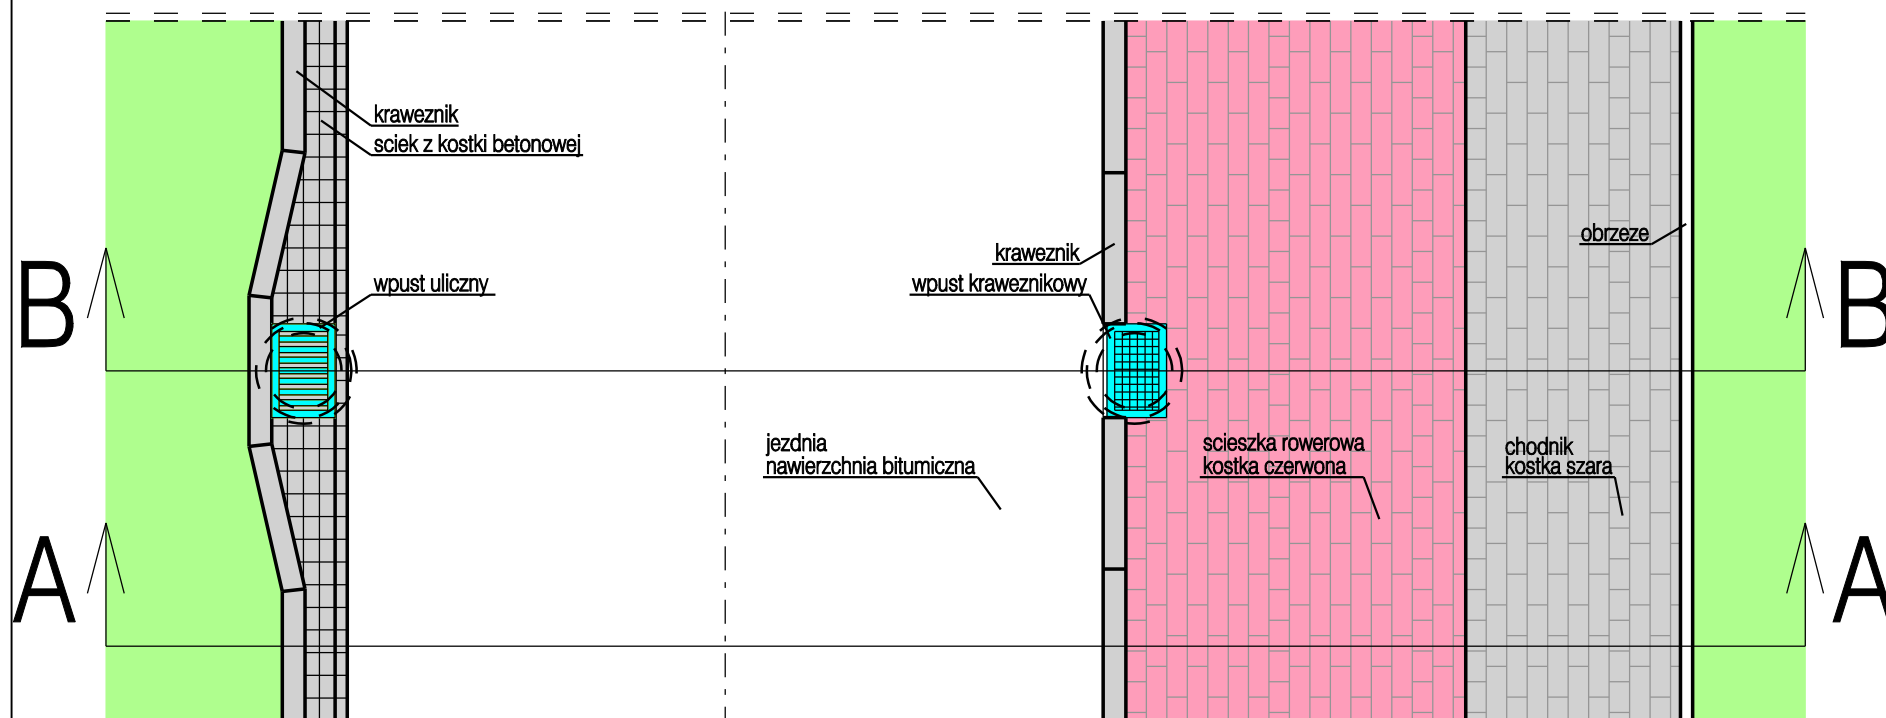 kraweznik
sciek z kostki betonowej
wpust uliczny
kraweznik
wpust kraweznikowy
obrzeze
B
B
jezdnia
nawierzchnia bitumiczna
scieszka rowerowa
kostka czerwona
chodnik
kostka szara
A
A